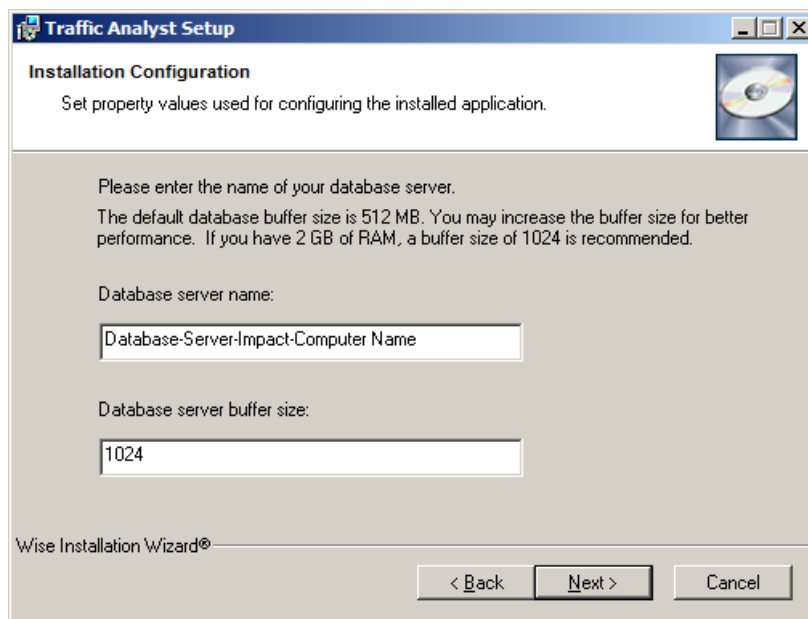 Traffic Analyst Setup
Installation Configuration
Set property values used for configuring the installed application.
Please enter the name of your database server.
The default database buffer size is 512 MB. You may increase the buffer size for better
performance.  If you have 2 GB of RAM, a buffer size of 1024 is recommended.
Database server name:
Database-Server-Impact-Computer Name
Database server buffer size:
1024
Wise Installation Wizard®
< Back Next > Cancel